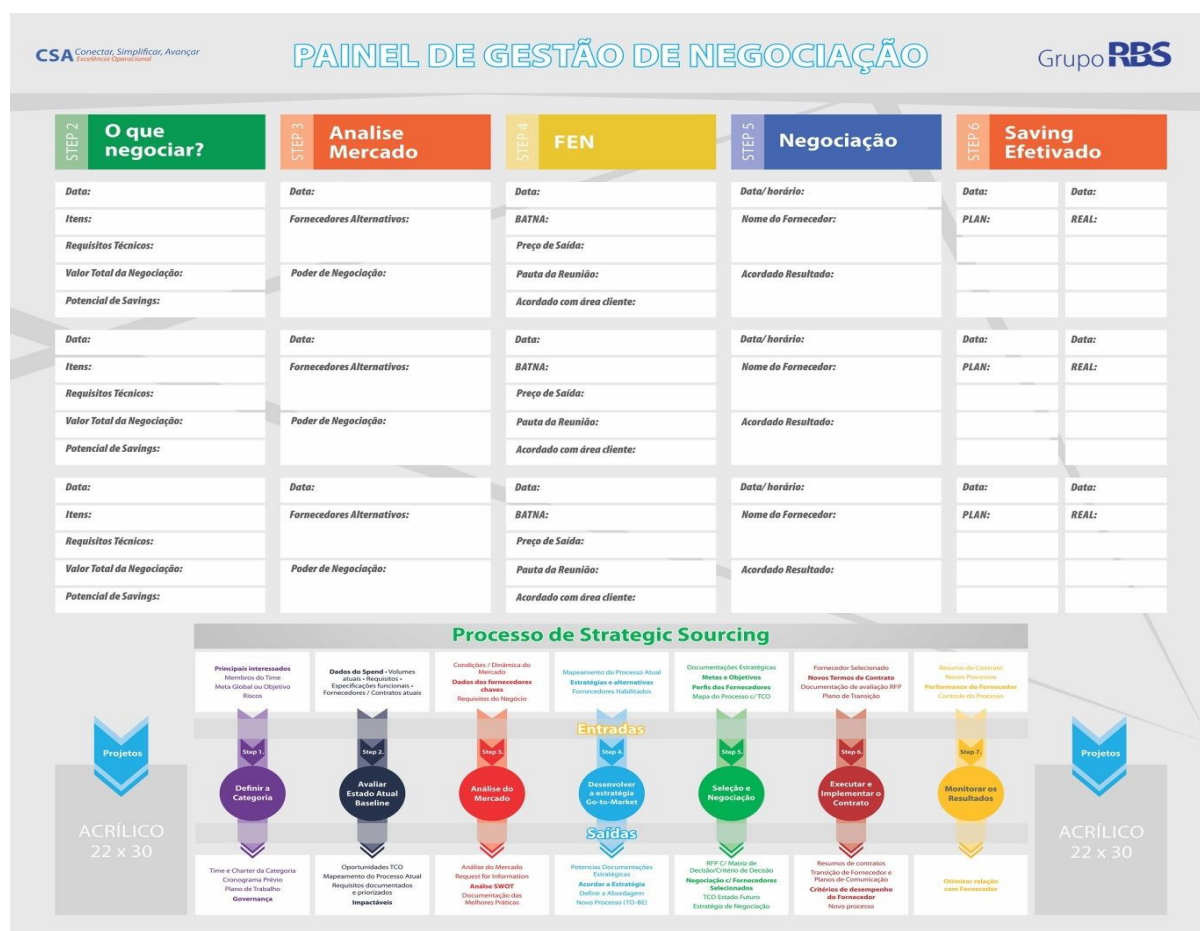 CSA Conectar, Simplificar, Avançar
Excelência Operacional
PAINEL DE GESTÃO DE NEGOCIAÇÃO
Grupo RBS
STEP 2
O que
negociar?
STEP 3
Analise
Mercado
STEP 4
FEN
STEP 5
Negociação
STEP 6
Saving
Efetivado
Data:
Itens:
Requisitos Técnicos:
Valor Total da Negociação:
Potencial de Savings:
Data:
Fornecedores Alternativos:
Poder de Negociação:
Data:
BATNA:
Preço de Saída:
Pauta da Reunião:
Acordado com área cliente:
Data/horário:
Nome do Fornecedor:
Acordado Resultado:
Data:
PLAN:
Data:
REAL:
Data:
Itens:
Requisitos Técnicos:
Valor Total da Negociação:
Potencial de Savings:
Data:
Fornecedores Alternativos:
Poder de Negociação:
Data:
BATNA:
Preço de Saída:
Pauta da Reunião:
Acordado com área cliente:
Data/horário:
Nome do Fornecedor:
Acordado Resultado:
Data:
PLAN:
Data:
REAL:
Data:
Itens:
Requisitos Técnicos:
Valor Total da Negociação:
Potencial de Savings:
Data:
Fornecedores Alternativos:
Poder de Negociação:
Data:
BATNA:
Preço de Saída:
Pauta da Reunião:
Acordado com área cliente:
Data/horário:
Nome do Fornecedor:
Acordado Resultado:
Data:
PLAN:
Data:
REAL:
Processo de Strategic Sourcing
Principais interessados
Membros do Time
Meta Global ou Objetivo
Riscos
Dados do Spend • Volumes
atuais • Requisitos •
Especificações funcionais •
Fornecedores / Contratos atuais
Condições / Dinâmica do
Mercado
Dados dos fornecedores
chaves
Requisitos do Negócio
Mapeamento do Processo Atual
Estratégias e alternativas
Fornecedores Habilitados
Documentações Estratégicas
Metas e Objetivos
Perfis dos Fornecedores
Mapa do Processo c/ TCO
Fornecedor Selecionado
Novos Termos de Contrato
Documentação de avaliação RFP
Plano de Transição
Resumo do Contrato
Novos Processos
Performance do Fornecedor
Controle do Processos
Entradas
Projetos
Step 1.
Step 2.
Step 3.
Step 4.
Step 5.
Step 6.
Step 7.
Projetos
Definir a
Categoria
Avaliar
Estado Atual
Baseline
Análise do
Mercado
Desenvolver
a estratégia
Go-to-Market
Seleção e
Negociação
Executar e
Implementar o
Contrato
Monitorar os
Resultados
Saídas
ACRÍLICO
22 x 30
ACRÍLICO
22 x 30
Time e Charter da Categoria
Cronograma Prévio
Plano de Trabalho
Governança
Oportunidades TCO
Mapeamento do Processo Atual
Requisitos documentados
e priorizados
Impactáveis
Análise do Mercado
Request for Information
Análse SWOT
Documentação das
Melhores Práticas
Potencias Documentações
Estratégicas
Acordar a Estratégia
Definir a Abordagem
Novo Processo (TO-BE)
RFP C/ Matriz de
Decisão/Critério de Decisão
Negociação c/ Fornecedores
Selecionados
TCO Estado Futuro
Estratégia de Negociação
Resumos de contratos
Transição de Fornecedor e
Planos de Comunicação
Critérios de desempenho
do Fornecedor
Novo processo
Otimizar relação
com Fornecedor